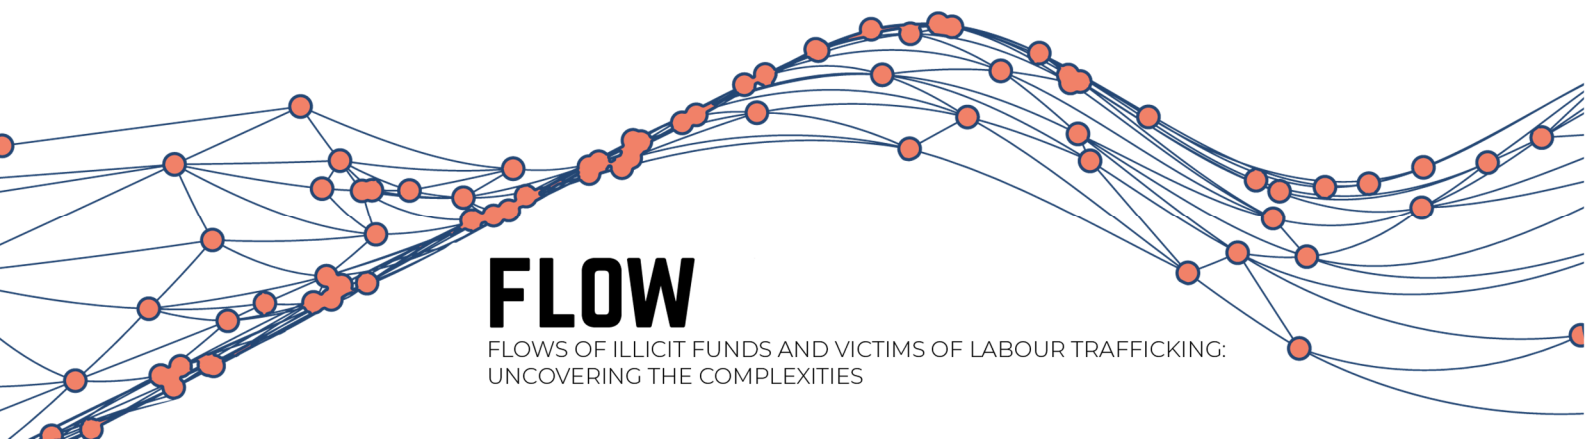 FLOW
FLOWS OF ILLICIT FUNDS AND VICTIMS OF LABOUR TRAFFICKING:
UNCOVERING THE COMPLEXITIES